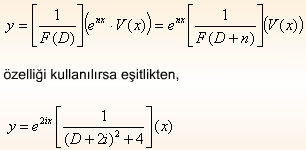 y = [1/F(D)](e^{nx} · V(x)) = e^{nx}[1/F(D+n)](V(x))
özelliği kullanılırsa eşitlikten,
y = e^{2ix}[1/((D+2i)^2+4)](x)